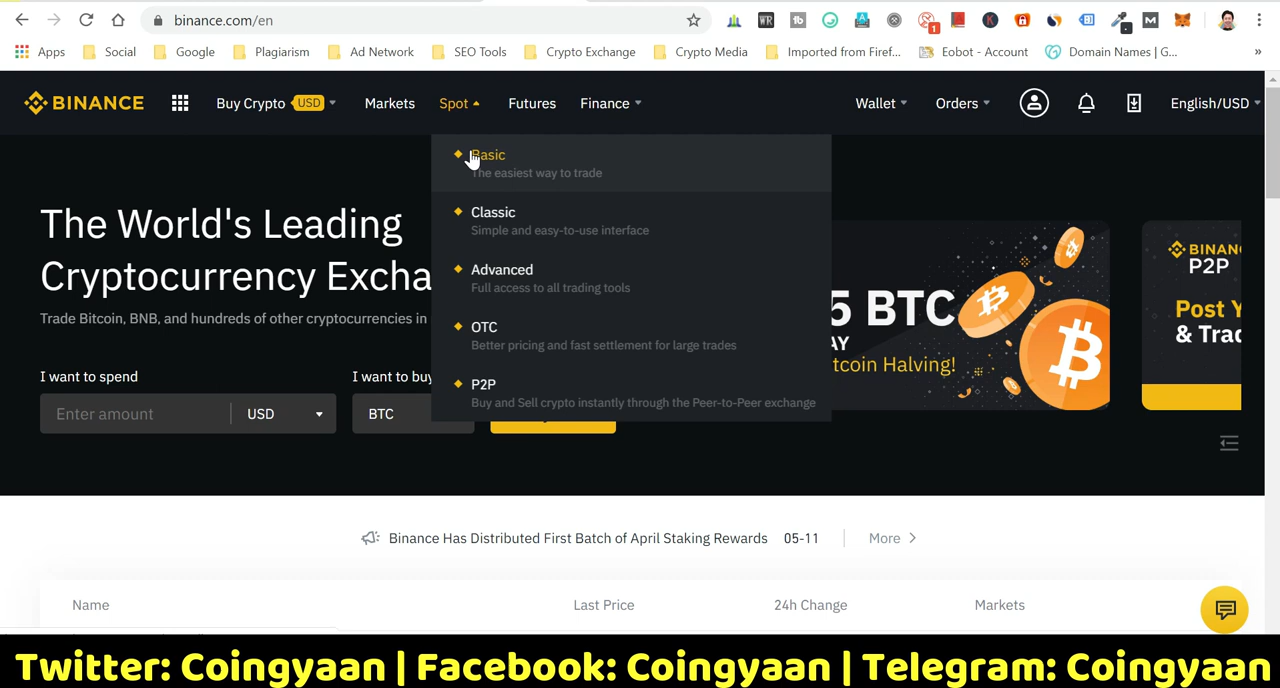 binance.com/en
Apps Social Google Plagiarism Ad Network SEO Tools Crypto Exchange Crypto Media Imported from Firef... Eobot - Account Domain Names | G... »
BINANCE Buy Crypto USD Markets Spot Futures Finance Wallet Orders English/USD
Basic
The easiest way to trade
Classic
Simple and easy-to-use interface
Advanced
Full access to all trading tools
OTC
Better pricing and fast settlement for large trades
P2P
Buy and Sell crypto instantly through the Peer-to-Peer exchange
The World's Leading
Cryptocurrency Excha
Trade Bitcoin, BNB, and hundreds of other cryptocurrencies in
I want to spend I want to buy
Enter amount USD BTC
5 BTC
AY
tcoin Halving!
BINAN
P2P
Post Y
& Trad
Binance Has Distributed First Batch of April Staking Rewards 05-11 More
Name Last Price 24h Change Markets
Twitter: Coingyaan | Facebook: Coingyaan | Telegram: Coingyaan